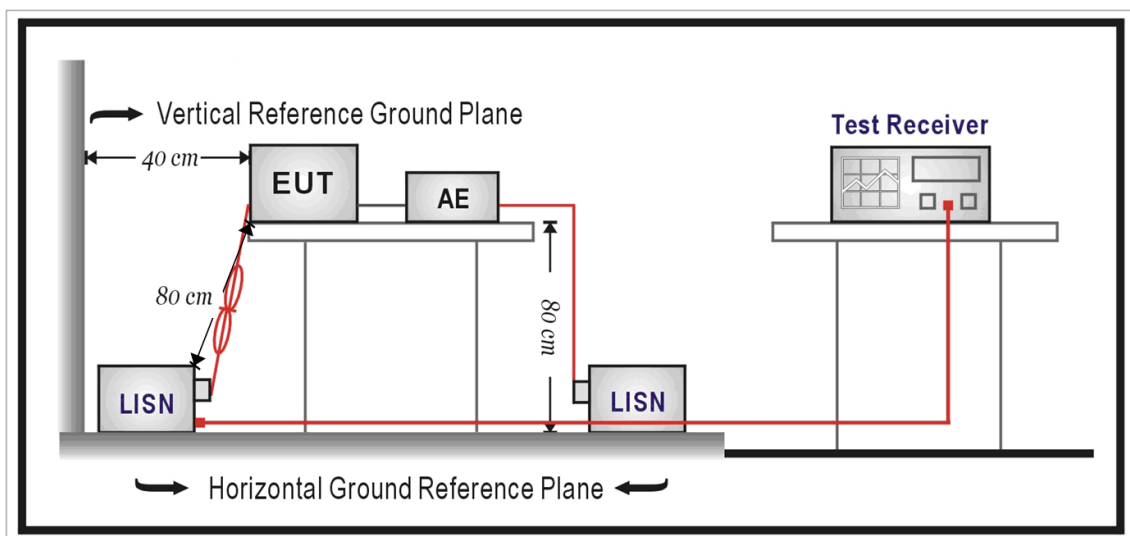 Vertical Reference Ground Plane
Test Receiver
40 cm
EUT
AE
80 cm
80 cm
LISN
LISN
Horizontal Ground Reference Plane